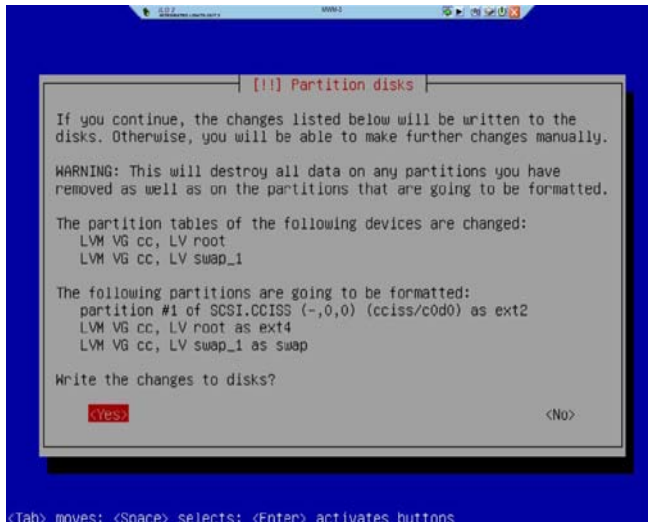 iLO 2
INTEGRATED LIGHTS-OUT 2
[!!] Partition disks
If you continue, the changes listed below will be written to the
disks. Otherwise, you will be able to make further changes manually.
WARNING: This will destroy all data on any partitions you have
removed as well as on the partitions that are going to be formatted.
The partition tables of the following devices are changed:
LVM VG cc, LV root
LVM VG cc, LV swap_1
The following partitions are going to be formatted:
partition #1 of SCSI.CCISS (-,0,0) (cciss/c0d0) as ext2
LVM VG cc, LV root as ext4
LVM VG cc, LV swap_1 as swap
Write the changes to disks?
<Yes> <No>
<Tab> moves; <Space> selects; <Enter> activates buttons